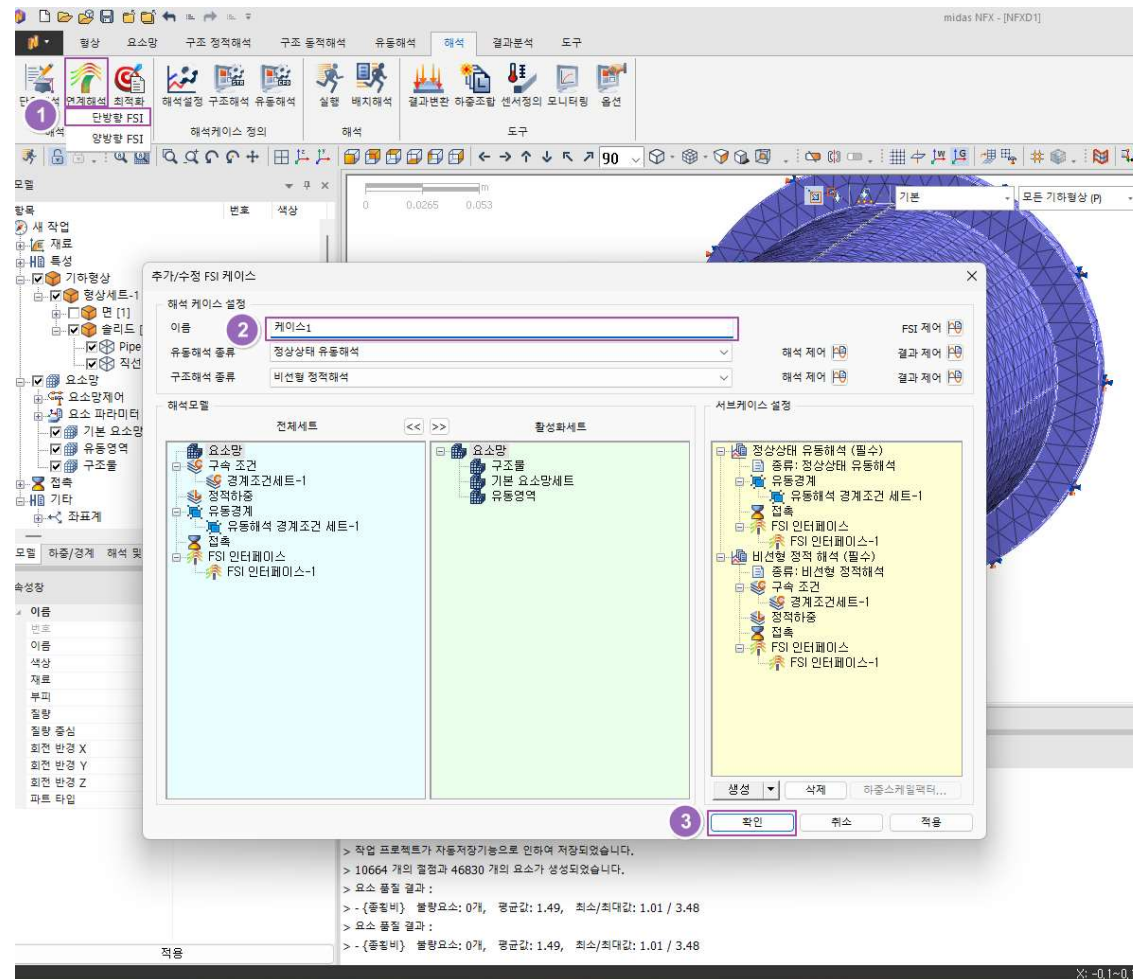 midas NFX - [NFXD1]
형상 요소망 구조 정적해석 구조 동적해석 유동해석 해석 결과분석 도구
연계해석 최적화 해석설정 구조해석 유동해석 실행 배치해석 결과변환 하중조합 센서정의 모니터링 옵션
1
단방향 FSI
양방향 FSI
해석 해석케이스 정의 해석 도구
90
모델
항목 번호 색상
새 작업
재료
특성
기하형상
형상세트-1
면 [1]
솔리드 [
Pipe
직선
요소망
요소망제어
요소 파라미터
기본 요소망
유동영역
구조물
접촉
기타
좌표계
모델 하중/경계 해석 및
속성창
이름
번호
이름
색상
재료
부피
질량
질량 중심
회전 반경 X
회전 반경 Y
회전 반경 Z
파트 타입
적용
m
0 0.0265 0.053
기본 모든 기하형상 (P)
추가/수정 FSI 케이스
해석 케이스 설정
이름 2 케이스1 FSI 제어
유동해석 종류 정상상태 유동해석 해석 제어 결과 제어
구조해석 종류 비선형 정적해석 해석 제어 결과 제어
해석모델
전체세트 << >> 활성화세트
요소망
구속 조건
경계조건세트-1
정적하중
유동경계
유동해석 경계조건 세트-1
접촉
FSI 인터페이스
FSI 인터페이스-1
요소망
구조물
기본 요소망세트
유동영역
서브케이스 설정
정상상태 유동해석 (필수)
종류: 정상상태 유동해석
유동경계
유동해석 경계조건 세트-1
접촉
FSI 인터페이스
FSI 인터페이스-1
비선형 정적 해석 (필수)
종류: 비선형 정적해석
구속 조건
경계조건세트-1
정적하중
접촉
FSI 인터페이스
FSI 인터페이스-1
생성 삭제 하중스케일팩터...
3 확인 취소 적용
> 작업 프로젝트가 자동저장기능으로 인하여 저장되었습니다.
> 10664 개의 절점과 46830 개의 요소가 생성되었습니다.
> 요소 품질 결과 :
> - {종횡비} 불량요소: 0개, 평균값: 1.49, 최소/최대값: 1.01 / 3.48
> 요소 품질 결과 :
> - {종횡비} 불량요소: 0개, 평균값: 1.49, 최소/최대값: 1.01 / 3.48